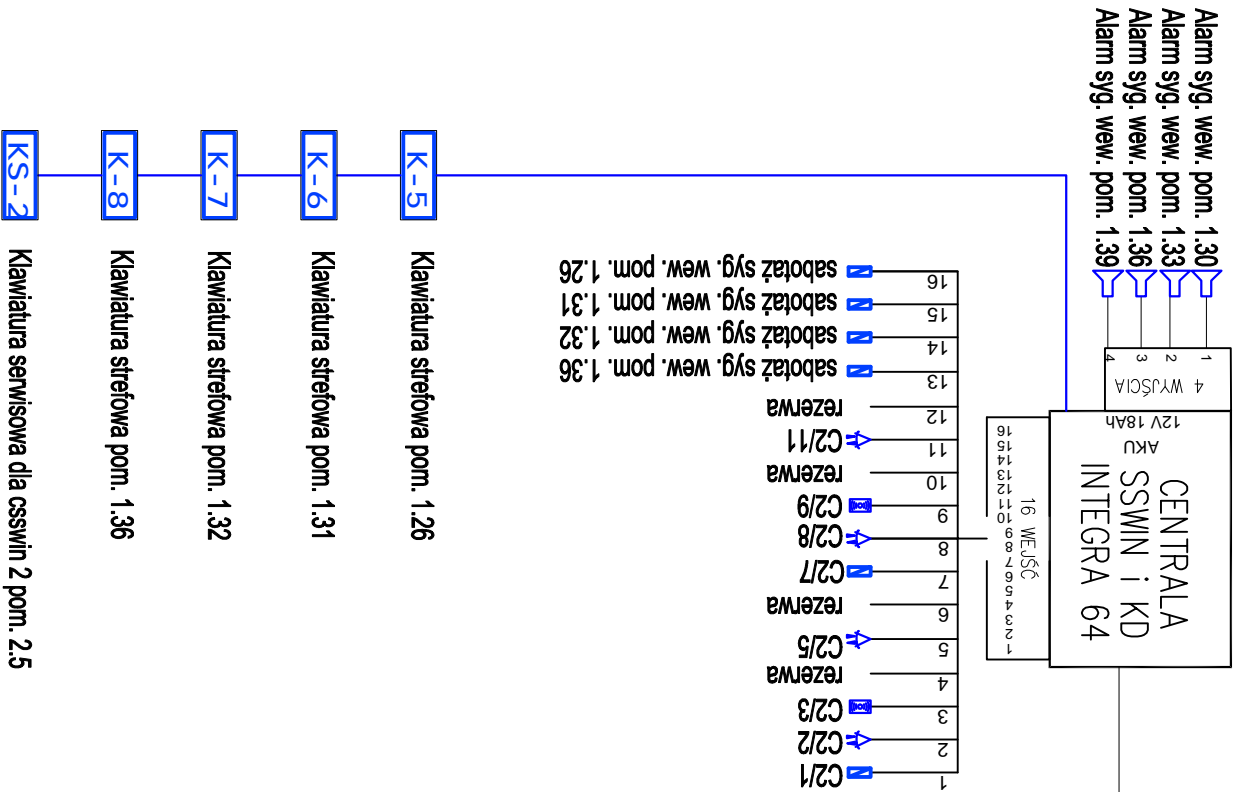 Alarm syg. wew. pom. 1.30
Alarm syg. wew. pom. 1.33
Alarm syg. wew. pom. 1.36
Alarm syg. wew. pom. 1.39
1
2
3
4
4 WYJŚCIA
12V 18Ah
AKU
CENTRALA
SSWIN i KD
INTEGRA 64
16 WEJŚĆ
1
2
3
4
5
6
7
8
9
10
11
12
13
14
15
16
1 C2/1
2 C2/2
3 C2/3
4 rezerwa
5 C2/5
6 rezerwa
7 C2/7
8 C2/8
9 C2/9
10 rezerwa
11 C2/11
12 rezerwa
13 sabotaż syg. wew. pom. 1.36
14 sabotaż syg. wew. pom. 1.32
15 sabotaż syg. wew. pom. 1.31
16 sabotaż syg. wew. pom. 1.26
K-5 Klawiatura strefowa pom. 1.26
K-6 Klawiatura strefowa pom. 1.31
K-7 Klawiatura strefowa pom. 1.32
K-8 Klawiatura strefowa pom. 1.36
KS-2 Klawiatura serwisowa dla csswin 2 pom. 2.5